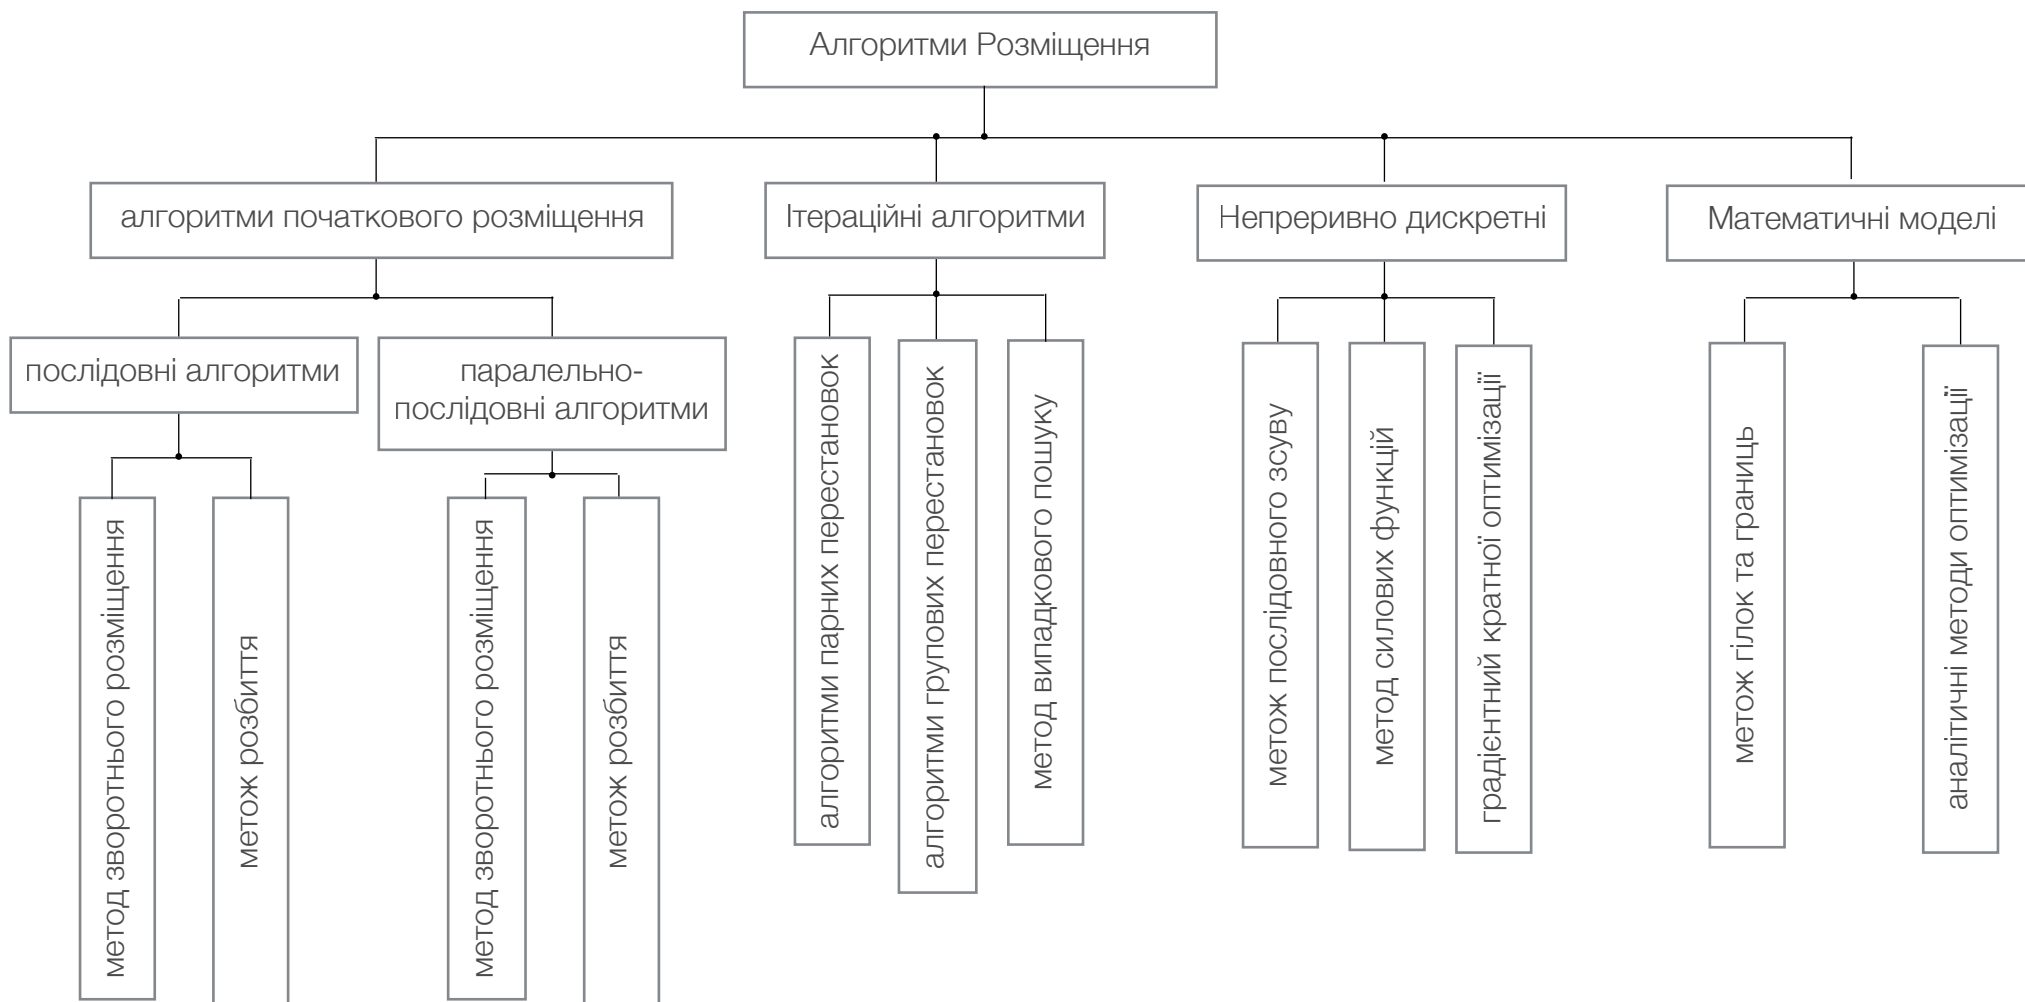 Алгоритми Розміщення
алгоритми початкового розміщення
Ітераційні алгоритми
Непреривно дискретні
Математичні моделі
послідовні алгоритми
паралельно-
послідовні алгоритми
метод зворотнього розміщення
метож розбиття
метод зворотнього розміщення
метож розбиття
алгоритми парних перестановок
алгоритми групових перестановок
метод випадкового пошуку
метож послідовного зсуву
метод силових функцій
градієнтний кратної оптимізації
метож гілок та границь
аналітичні методи оптимізації